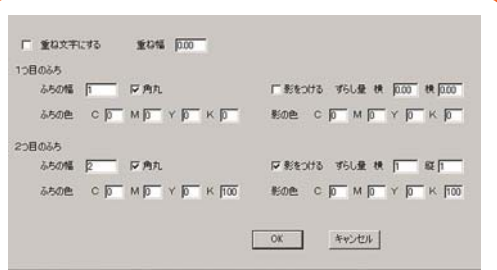 重ね文字にする 重ね幅 0.00
1つ目のふち
ふちの幅 1 角丸 影をつける ずらし量 横 0.00 横 0.00
ふちの色 C 0 M 0 Y 0 K 0 影の色 C 0 M 0 Y 0 K 0
2つ目のふち
ふちの幅 2 角丸 影をつける ずらし量 横 1 縦 1
ふちの色 C 0 M 0 Y 0 K 100 影の色 C 0 M 0 Y 0 K 100
OK キャンセル